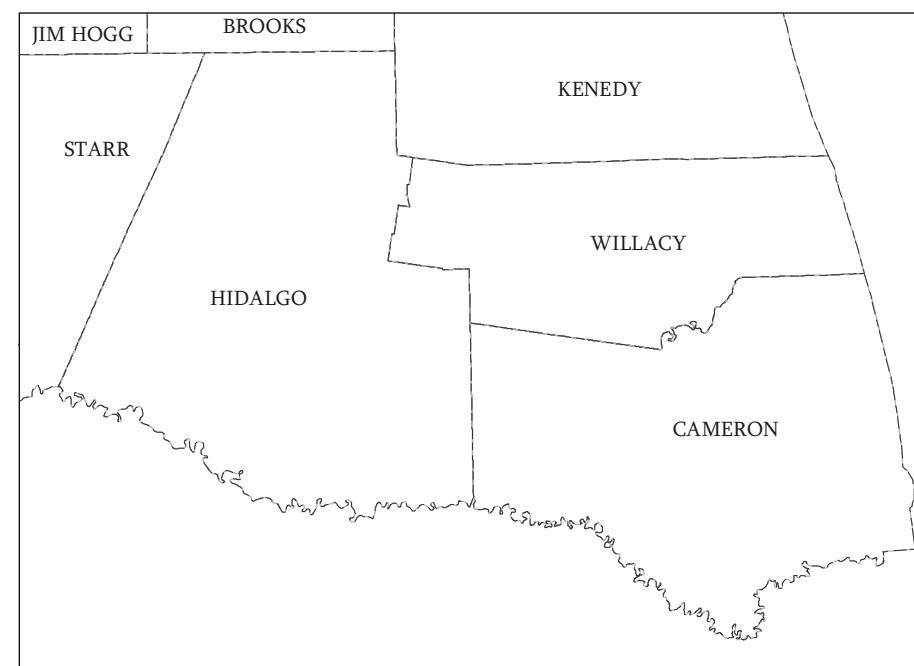 JIM HOGG
BROOKS
KENEDY
STARR
WILLACY
HIDALGO
CAMERON